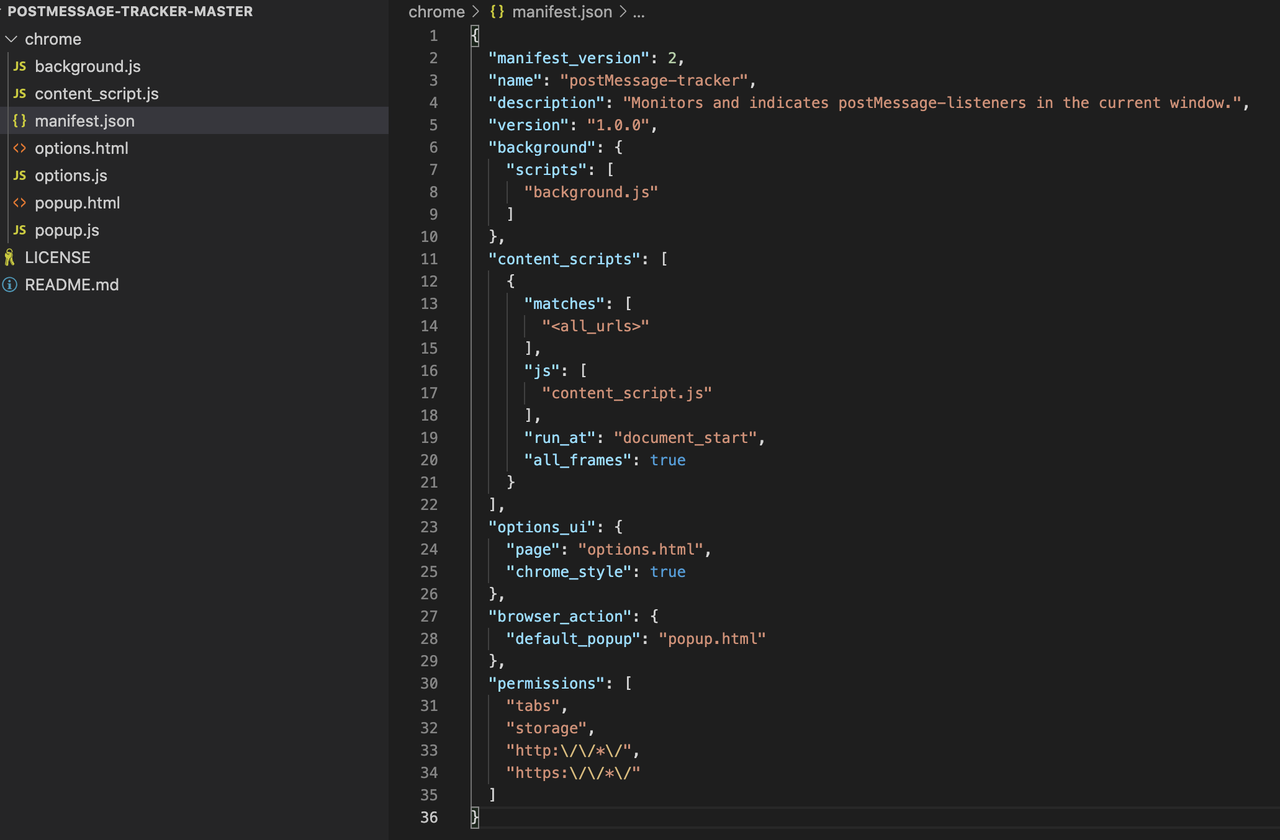 POSTMESSAGE-TRACKER-MASTER
chrome
JS background.js
JS content_script.js
{} manifest.json
<> options.html
JS options.js
<> popup.html
JS popup.js
LICENSE
README.md
chrome > {} manifest.json > ...
1 {
2 "manifest_version": 2,
3 "name": "postMessage-tracker",
4 "description": "Monitors and indicates postMessage-listeners in the current window.",
5 "version": "1.0.0",
6 "background": {
7 "scripts": [
8 "background.js"
9 ]
10 },
11 "content_scripts": [
12 {
13 "matches": [
14 "<all_urls>"
15 ],
16 "js": [
17 "content_script.js"
18 ],
19 "run_at": "document_start",
20 "all_frames": true
21 }
22 ],
23 "options_ui": {
24 "page": "options.html",
25 "chrome_style": true
26 },
27 "browser_action": {
28 "default_popup": "popup.html"
29 },
30 "permissions": [
31 "tabs",
32 "storage",
33 "http:\/\/*\/",
34 "https:\/\/*\/"
35 ]
36 }